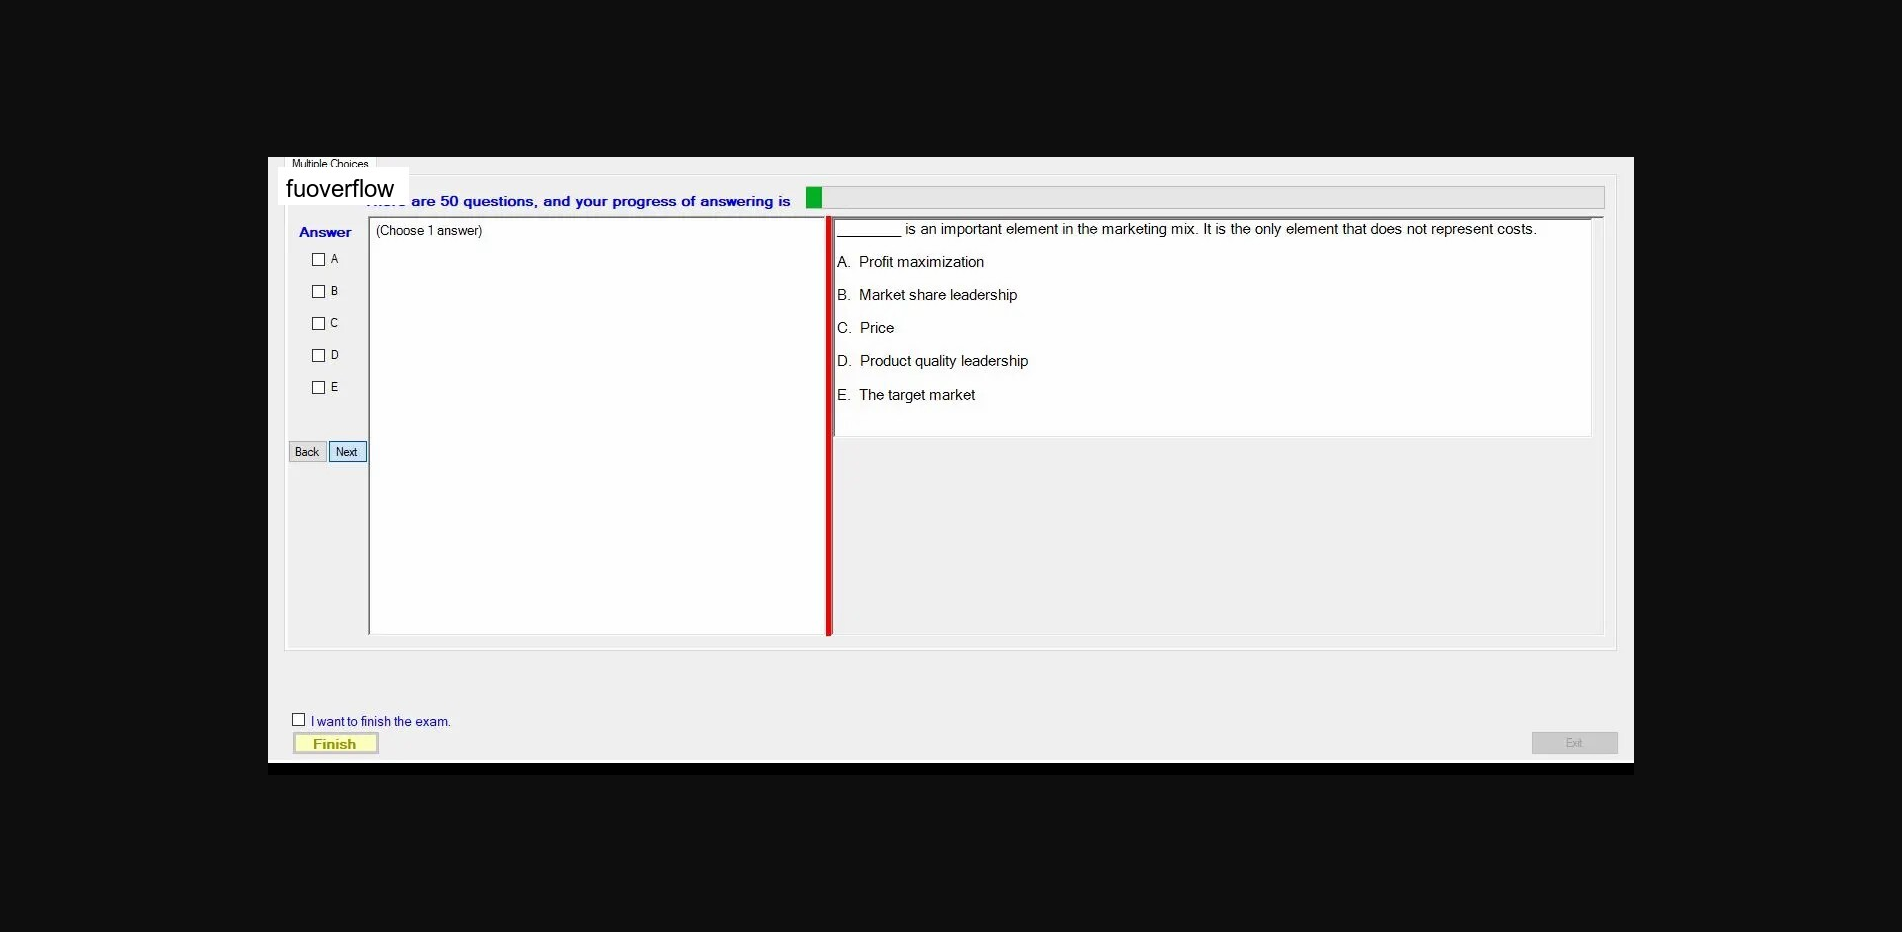 Multiple Choices
fuoverflow
are 50 questions, and your progress of answering is
Answer
A
B
C
D
E
Back Next
(Choose 1 answer)
________ is an important element in the marketing mix. It is the only element that does not represent costs.
A. Profit maximization
B. Market share leadership
C. Price
D. Product quality leadership
E. The target market
I want to finish the exam.
Finish
Exit